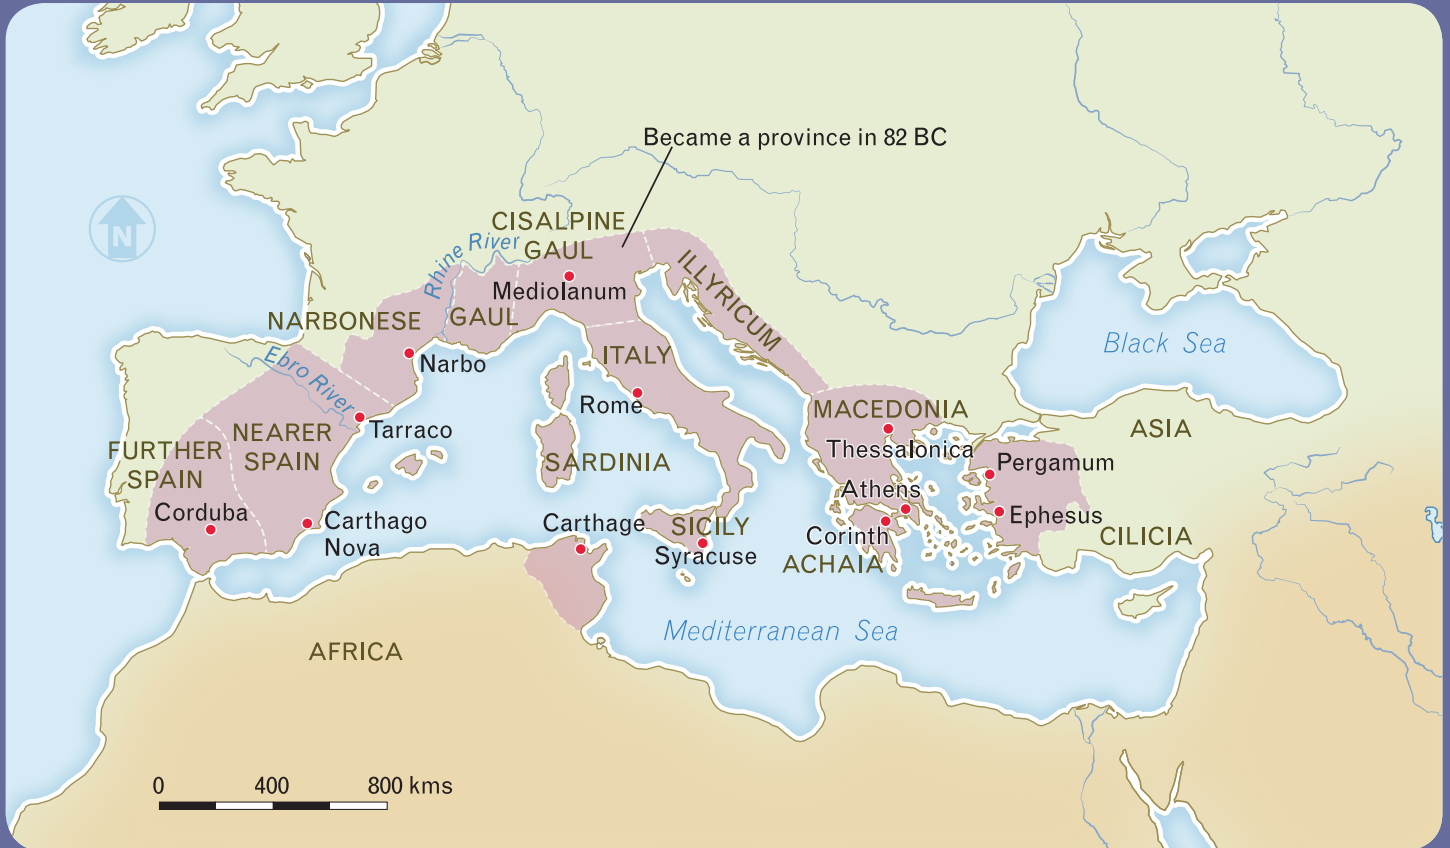 Became a province in 82 BC
N
CISALPINE
GAUL
Rhine River
Mediolanum
ILLYRICUM
NARBONESE
GAUL
Narbo
Ebro River
ITALY
Rome
Black Sea
Tarraco
NEARER
SPAIN
FURTHER
SPAIN
SARDINIA
MACEDONIA
Thessalonica
ASIA
Pergamum
Athens
Ephesus
Corduba
Carthago
Nova
Carthage
SICILY
Syracuse
Corinth
ACHAIA
CILICIA
Mediterranean Sea
AFRICA
0 400 800 kms